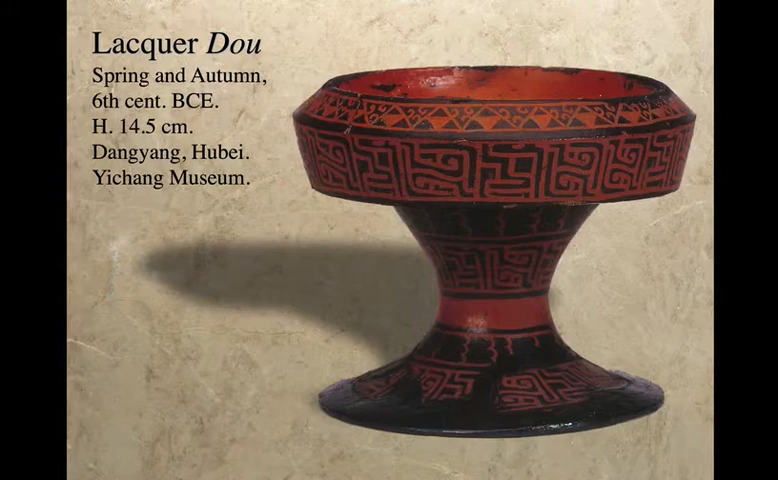 Lacquer Dou
Spring and Autumn,
6th cent. BCE.
H. 14.5 cm.
Dangyang, Hubei.
Yichang Museum.